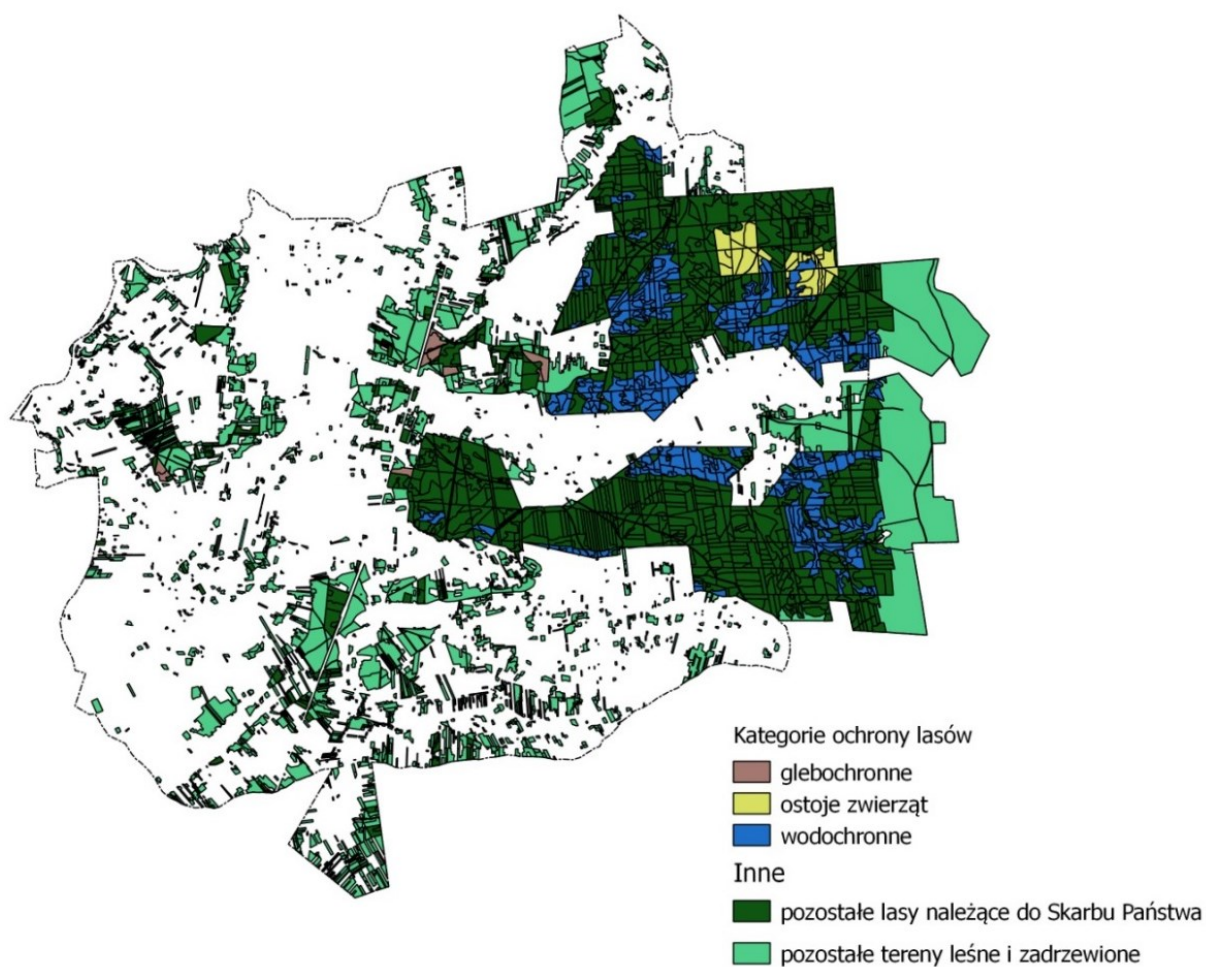 Kategorie ochrony lasów
glebochronne
ostoje zwierząt
wodochronne
Inne
pozostałe lasy należące do Skarbu Państwa
pozostałe tereny leśne i zadrzewione